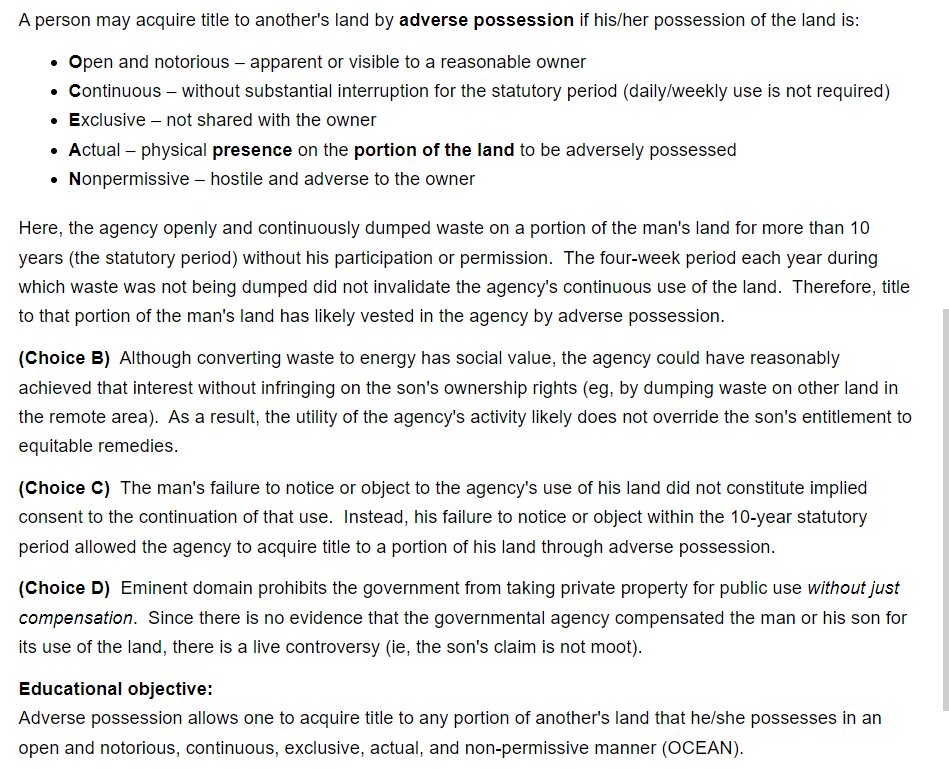 A person may acquire title to another's land by adverse possession if his/her possession of the land is:
• Open and notorious – apparent or visible to a reasonable owner
• Continuous – without substantial interruption for the statutory period (daily/weekly use is not required)
• Exclusive – not shared with the owner
• Actual – physical presence on the portion of the land to be adversely possessed
• Nonpermissive – hostile and adverse to the owner
Here, the agency openly and continuously dumped waste on a portion of the man's land for more than 10
years (the statutory period) without his participation or permission. The four-week period each year during
which waste was not being dumped did not invalidate the agency's continuous use of the land. Therefore, title
to that portion of the man's land has likely vested in the agency by adverse possession.
(Choice B) Although converting waste to energy has social value, the agency could have reasonably
achieved that interest without infringing on the son's ownership rights (eg, by dumping waste on other land in
the remote area). As a result, the utility of the agency's activity likely does not override the son's entitlement to
equitable remedies.
(Choice C) The man's failure to notice or object to the agency's use of his land did not constitute implied
consent to the continuation of that use. Instead, his failure to notice or object within the 10-year statutory
period allowed the agency to acquire title to a portion of his land through adverse possession.
(Choice D) Eminent domain prohibits the government from taking private property for public use without just
compensation. Since there is no evidence that the governmental agency compensated the man or his son for
its use of the land, there is a live controversy (ie, the son's claim is not moot).
Educational objective:
Adverse possession allows one to acquire title to any portion of another's land that he/she possesses in an
open and notorious, continuous, exclusive, actual, and non-permissive manner (OCEAN).